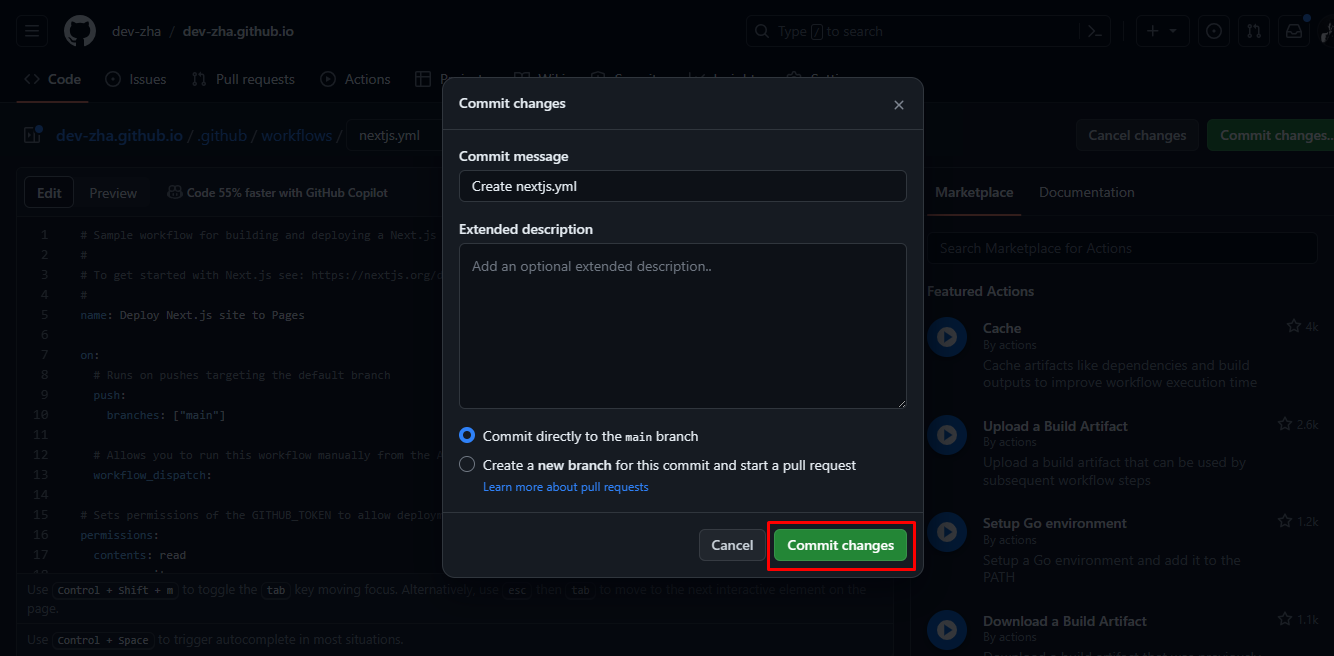 dev-zha / dev-zha.github.io
Type / to search
Code
Issues
Pull requests
Actions
Commit changes
dev-zha.github.io / .github / workflows / nextjs.yml
Cancel changes
Commit changes..
Commit message
Create nextjs.yml
Edit
Preview
Code 55% faster with GitHub Copilot
Marketplace
Documentation
Extended description
Add an optional extended description..
Search Marketplace for Actions
1 # Sample workflow for building and deploying a Next.js
2 #
3 # To get started with Next.js see: https://nextjs.org/
4 #
5 name: Deploy Next.js site to Pages
6
7 on:
8 # Runs on pushes targeting the default branch
9 push:
10 branches: ["main"]
11
12 # Allows you to run this workflow manually from the A
13 workflow_dispatch:
14
15 # Sets permissions of the GITHUB_TOKEN to allow deploym
16 permissions:
17 contents: read
Featured Actions
Cache
4k
By actions
Cache artifacts like dependencies and build
outputs to improve workflow execution time
Upload a Build Artifact
2.6k
By actions
Upload a build artifact that can be used by
subsequent workflow steps
Setup Go environment
1.2k
By actions
Setup a Go environment and add it to the
PATH
Download a Build Artifact
1.1k
By actions
Commit directly to the main branch
Create a new branch for this commit and start a pull request
Learn more about pull requests
Cancel
Commit changes
Use Control + Shift + m to toggle the tab key moving focus. Alternatively, use esc then tab to move to the next interactive element on the
page.
Use Control + Space to trigger autocomplete in most situations.